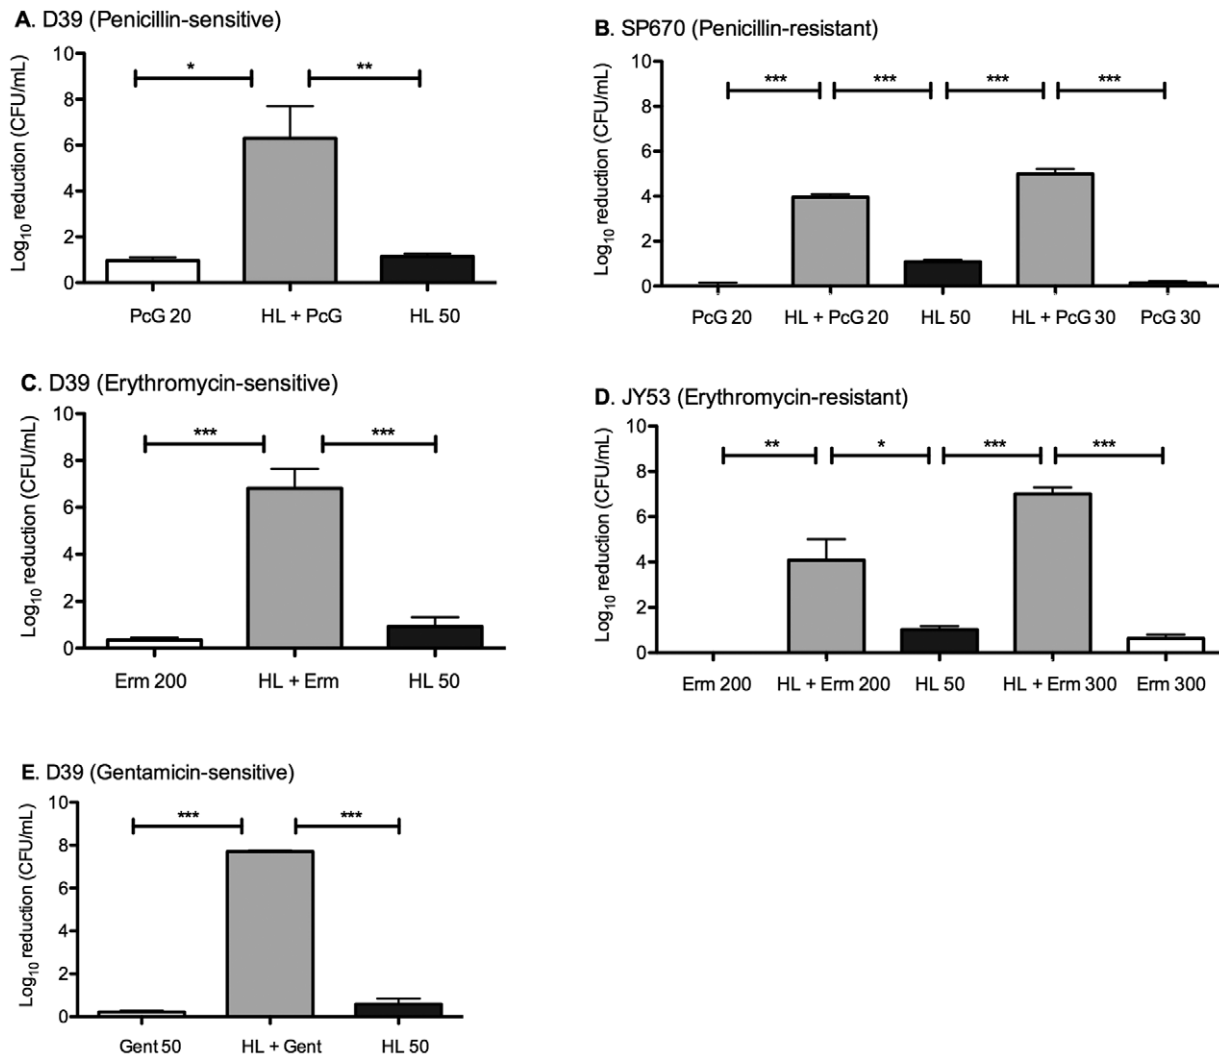 A. D39 (Penicillin-sensitive)
Log10 reduction (CFU/mL)
10
8
6
4
2
0
* **
PcG 20 HL + PcG HL 50
B. SP670 (Penicillin-resistant)
Log10 reduction (CFU/mL)
10
8
6
4
2
0
*** *** *** ***
PcG 20 HL + PcG 20 HL 50 HL + PcG 30 PcG 30
C. D39 (Erythromycin-sensitive)
Log10 reduction (CFU/mL)
10
8
6
4
2
0
*** ***
Erm 200 HL + Erm HL 50
D. JY53 (Erythromycin-resistant)
Log10 reduction (CFU/mL)
10
8
6
4
2
0
** * *** ***
Erm 200 HL + Erm 200 HL 50 HL + Erm 300 Erm 300
E. D39 (Gentamicin-sensitive)
Log10 reduction (CFU/mL)
10
8
6
4
2
0
*** ***
Gent 50 HL + Gent HL 50